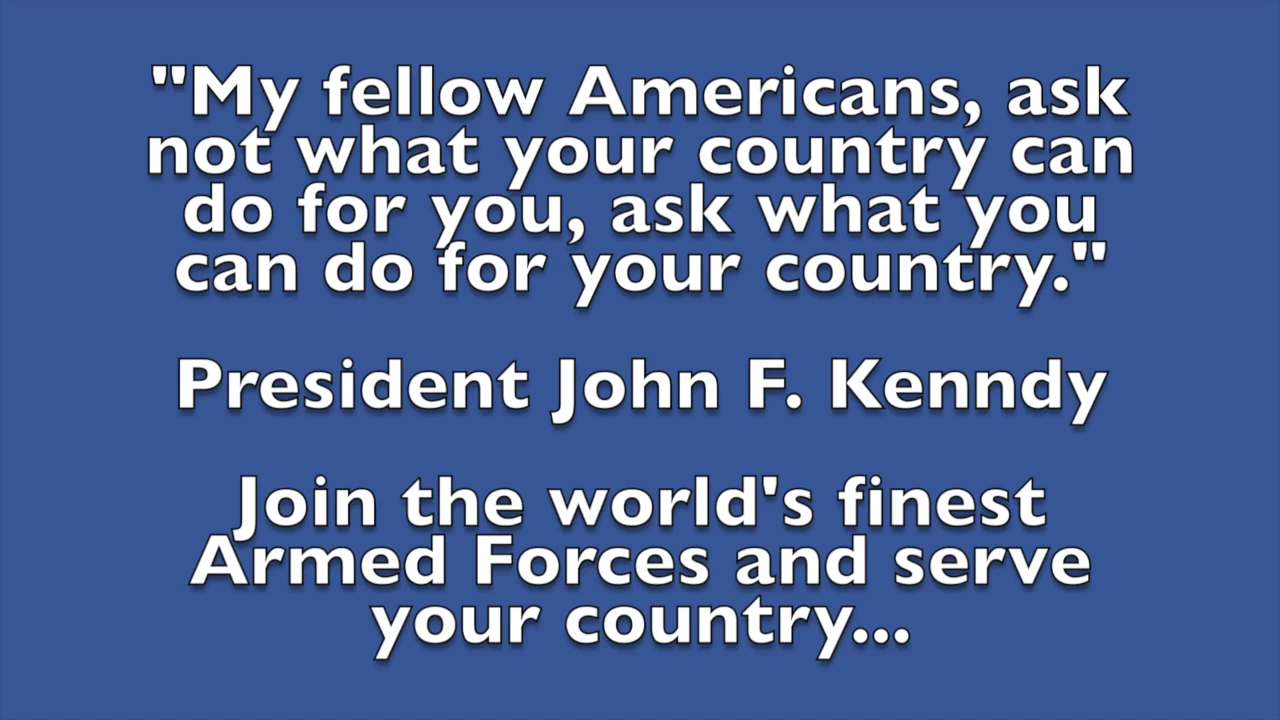 "My fellow Americans, ask
not what your country can
do for you, ask what you
can do for your country."
President John F. Kenndy
Join the world's finest
Armed Forces and serve
your country...